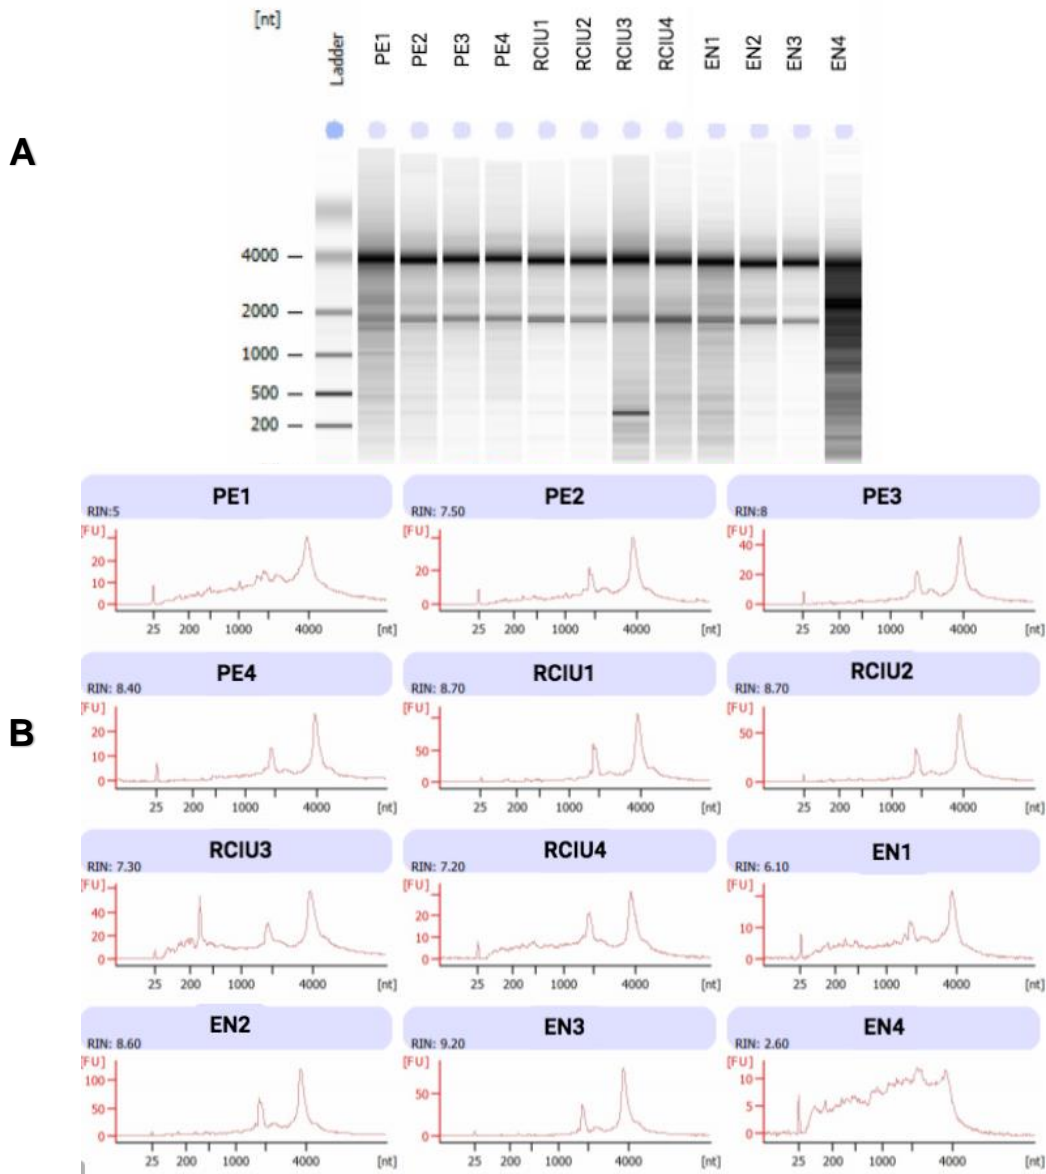 [nt]
Ladder
PE1
PE2
PE3
PE4
RCIU1
RCIU2
RCIU3
RCIU4
EN1
EN2
EN3
EN4
A
4000
2000
1000
500
200
PE1 PE2 PE3
RIN:5 RIN: 7.50 RIN:8
[FU] [FU] [FU]
20 10 0 20 0 40 20 0
25 200 1000 4000 [nt] 25 200 1000 4000 [nt] 25 200 1000 4000 [nt]
B
PE4 RCIU1 RCIU2
RIN: 8.40 RIN: 8.70 RIN: 8.70
[FU] [FU] [FU]
20 10 0 50 0 50 0
25 200 1000 4000 [nt] 25 200 1000 4000 [nt] 25 200 1000 4000 [nt]
RCIU3 RCIU4 EN1
RIN: 7.30 RIN: 7.20 RIN: 6.10
[FU] [FU] [FU]
40 20 0 20 10 0 10 0
25 200 1000 4000 [nt] 25 200 1000 4000 [nt] 25 200 1000 4000 [nt]
EN2 EN3 EN4
RIN: 8.60 RIN: 9.20 RIN: 2.60
[FU] [FU] [FU]
100 50 0 50 0 10 5 0
25 200 1000 4000 [nt] 25 200 1000 4000 [nt] 25 200 1000 4000 [nt]